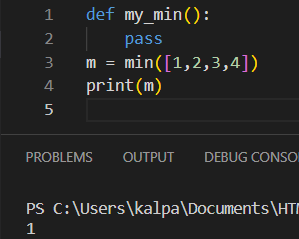 1 def my_min():
2     pass
3 m = min([1,2,3,4])
4 print(m)
5
PROBLEMS OUTPUT DEBUG CONSO
PS C:\Users\kalpa\Documents\HTM
1